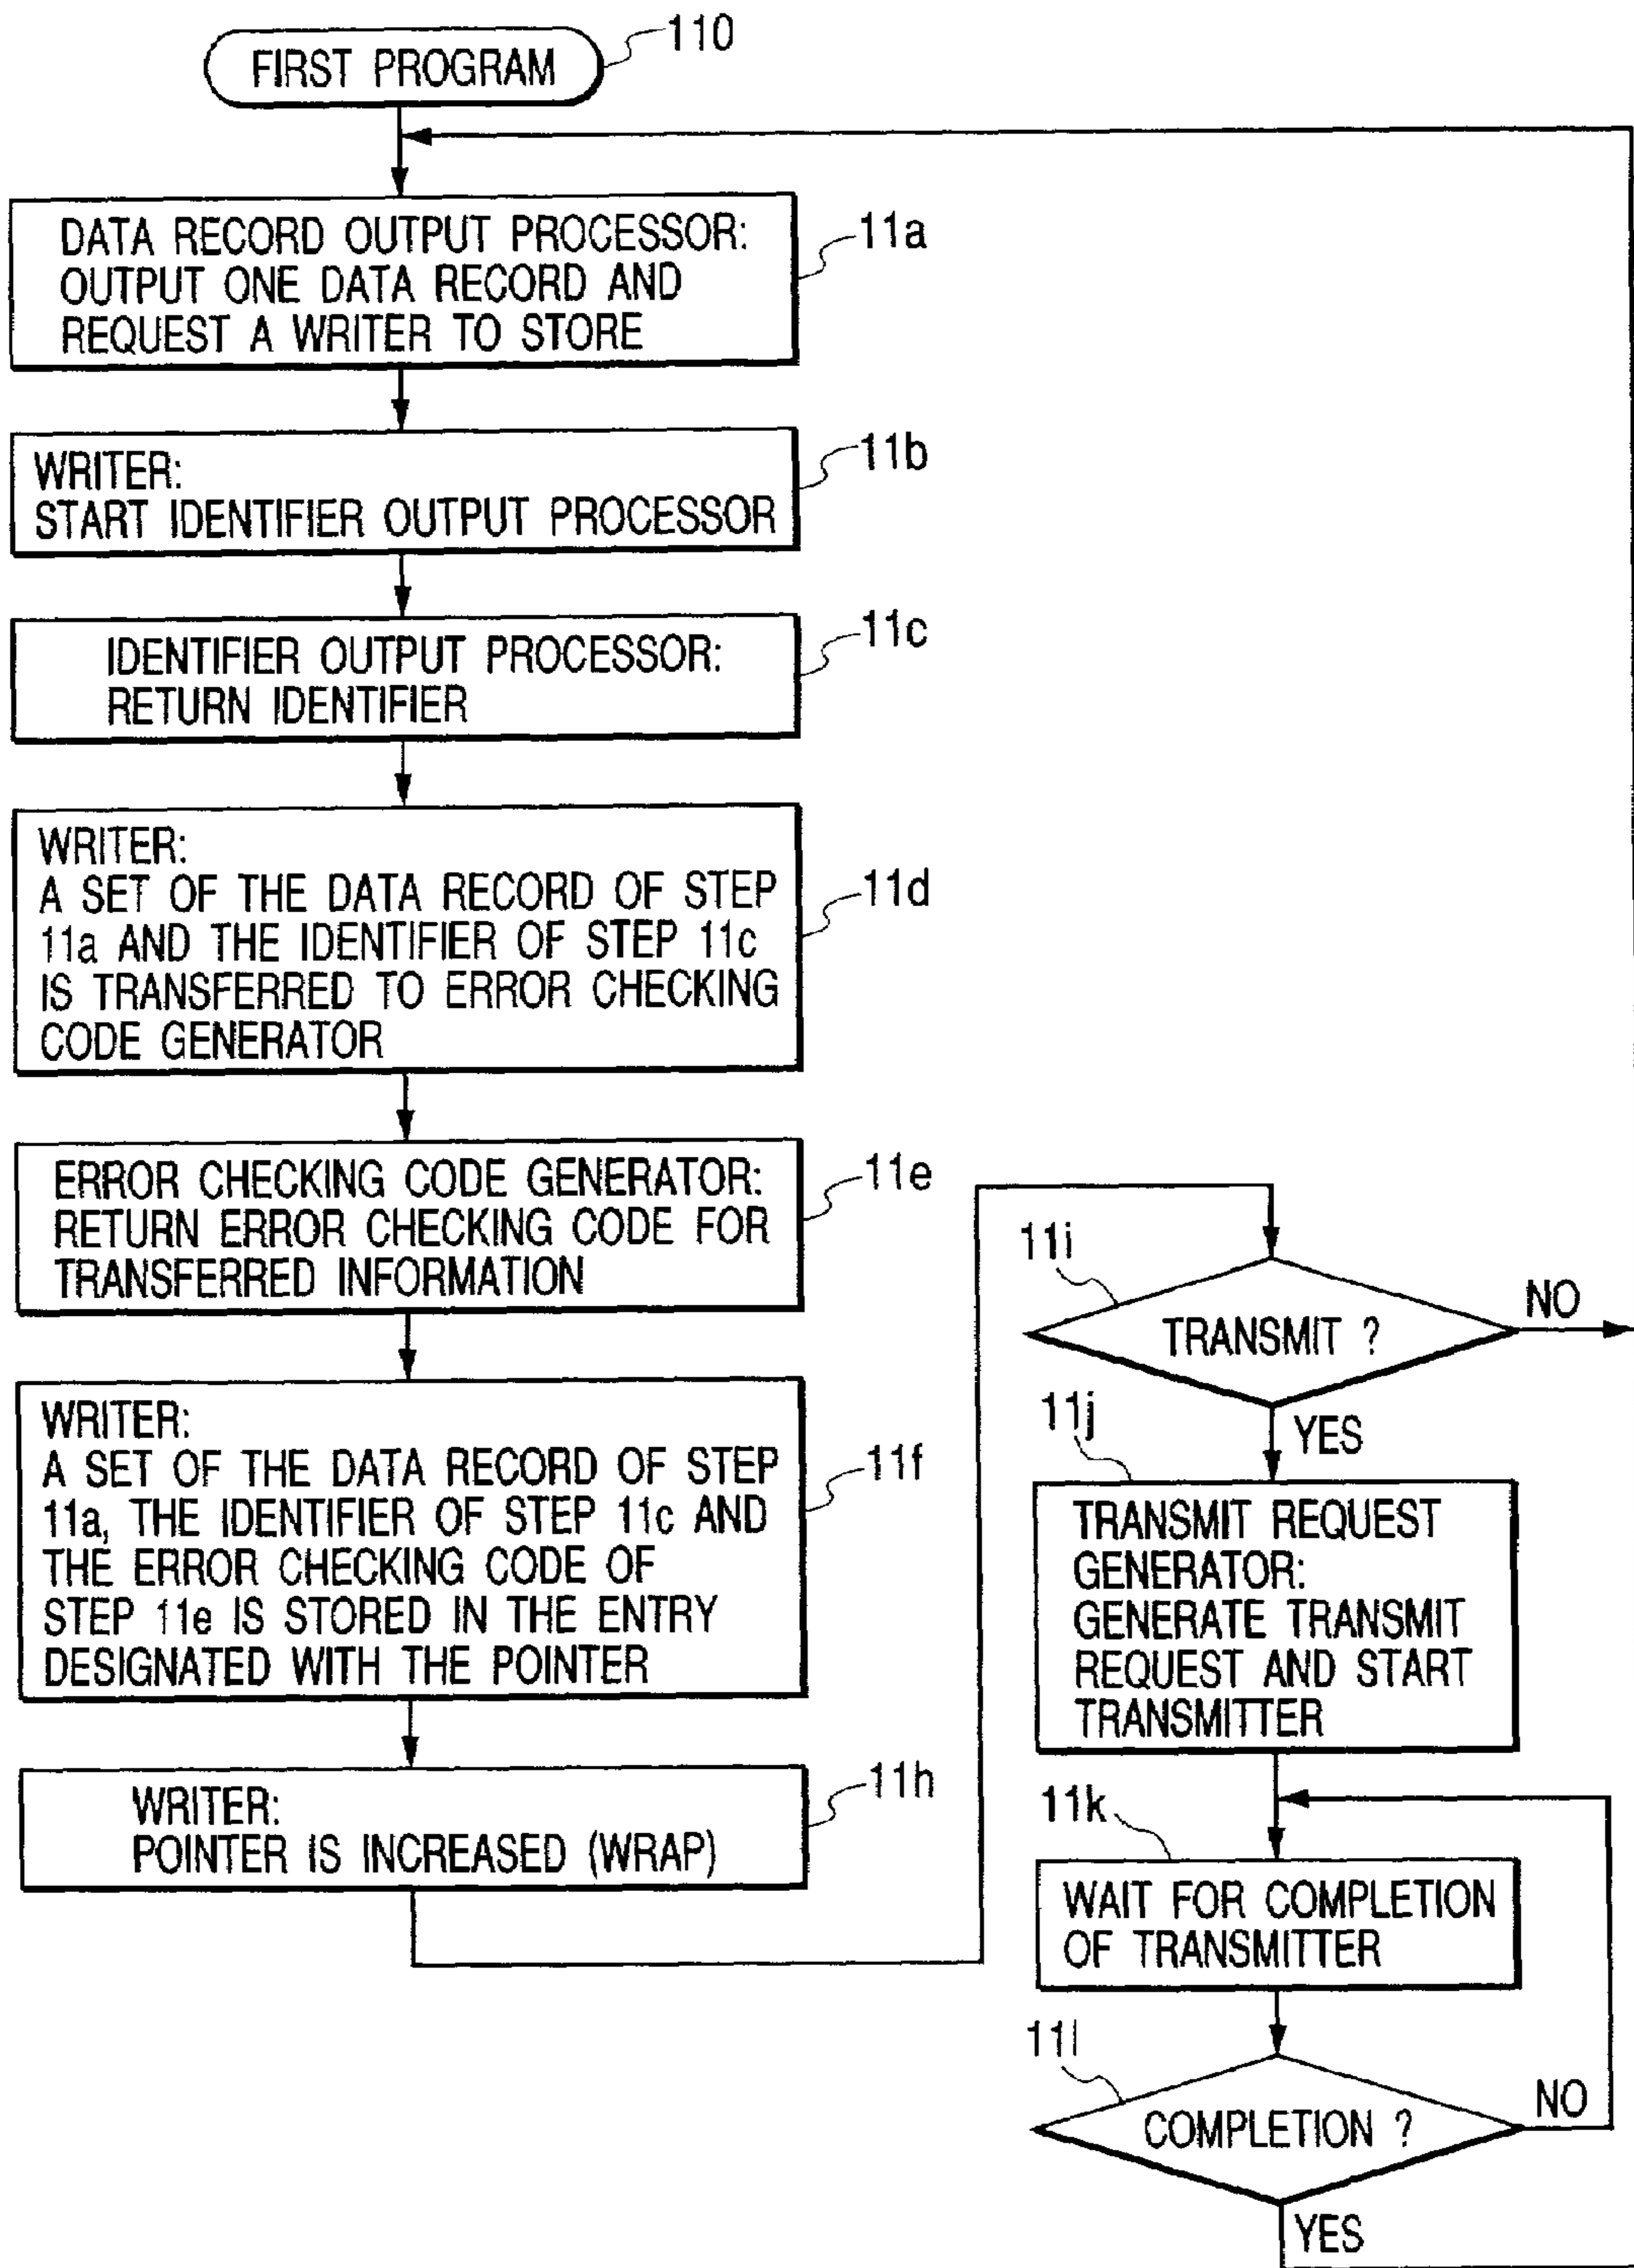 FIRST PROGRAM
110
DATA RECORD OUTPUT PROCESSOR:
OUTPUT ONE DATA RECORD AND
REQUEST A WRITER TO STORE
11a
WRITER:
START IDENTIFIER OUTPUT PROCESSOR
11b
IDENTIFIER OUTPUT PROCESSOR:
RETURN IDENTIFIER
11c
WRITER:
A SET OF THE DATA RECORD OF STEP
11a AND THE IDENTIFIER OF STEP 11c
IS TRANSFERRED TO ERROR CHECKING
CODE GENERATOR
11d
ERROR CHECKING CODE GENERATOR:
RETURN ERROR CHECKING CODE FOR
TRANSFERRED INFORMATION
11e
WRITER:
A SET OF THE DATA RECORD OF STEP
11a, THE IDENTIFIER OF STEP 11c AND
THE ERROR CHECKING CODE OF
STEP 11e IS STORED IN THE ENTRY
DESIGNATED WITH THE POINTER
11f
WRITER:
POINTER IS INCREASED (WRAP)
11h
11i
TRANSMIT ?
NO
YES
11j
TRANSMIT REQUEST
GENERATOR:
GENERATE TRANSMIT
REQUEST AND START
TRANSMITTER
11k
WAIT FOR COMPLETION
OF TRANSMITTER
11l
COMPLETION ?
NO
YES